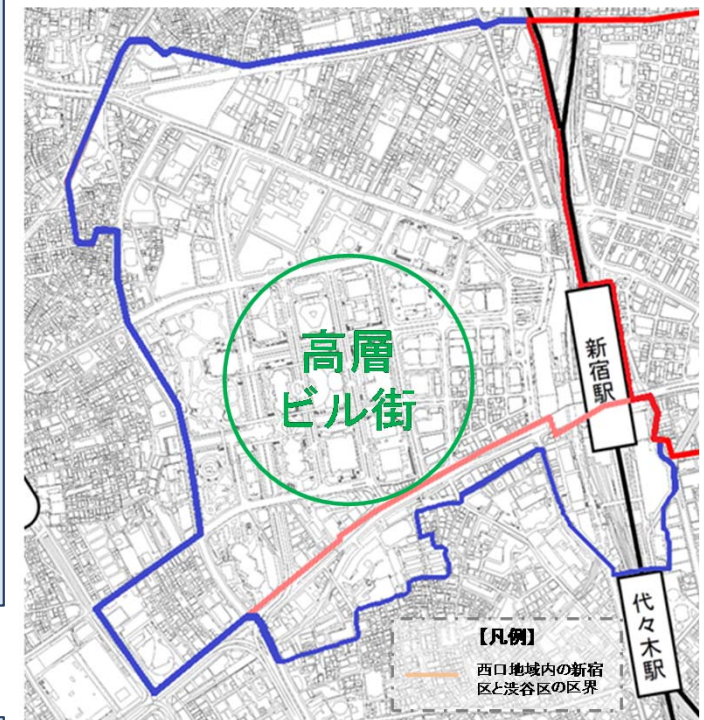 高層
ビル街
新宿駅
代々木駅
【凡例】
西口地域内の新宿
区と渋谷区の区界